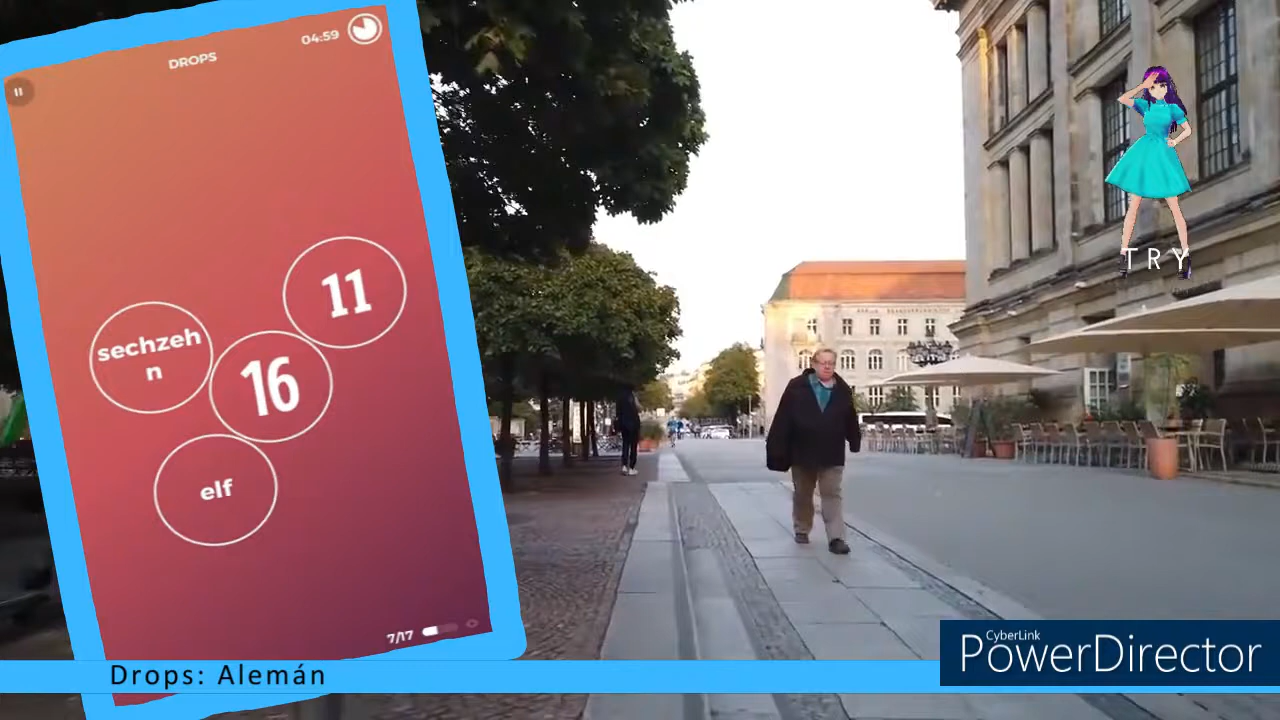 04:59
DROPS
11
sechzeh
n
16
elf
7/17
TRY
Drops: Alemán
CyberLink
PowerDirector